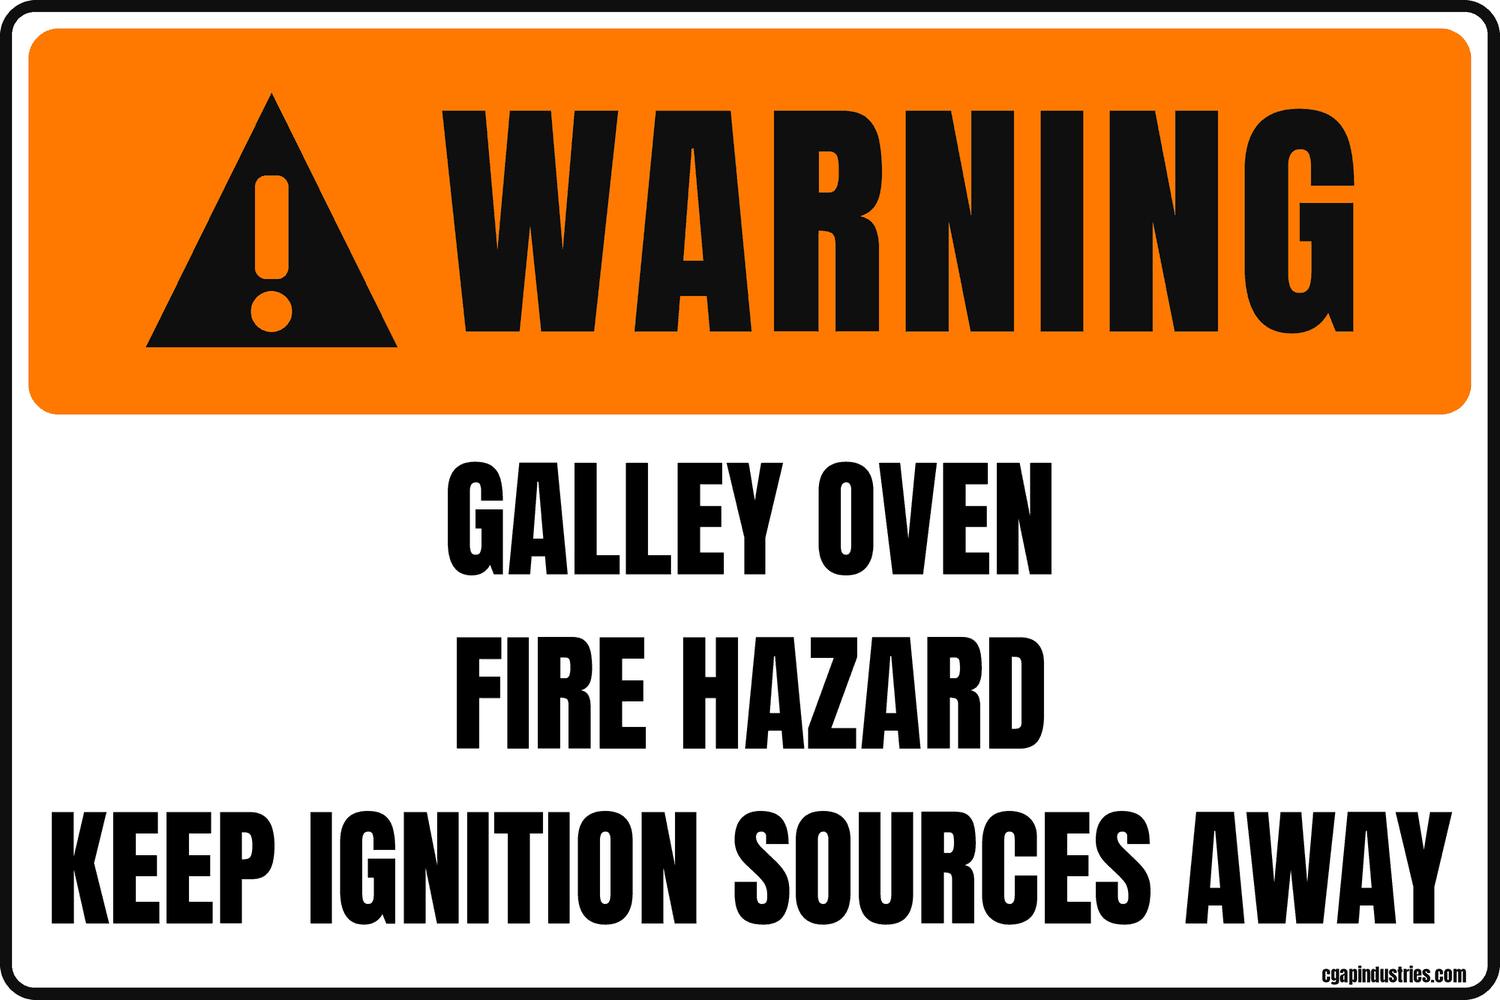 WARNING
GALLEY OVEN
FIRE HAZARD
KEEP IGNITION SOURCES AWAY
cgapindustries.com